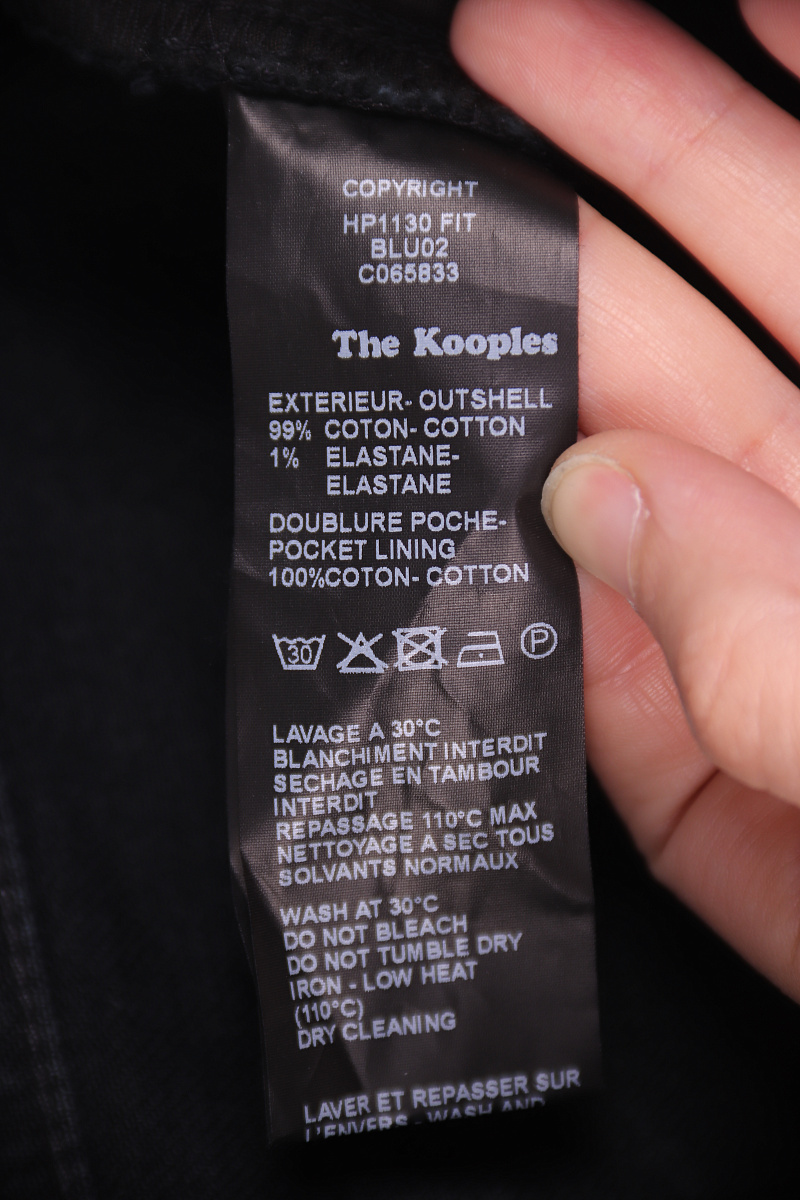 COPYRIGHT
HP1130 FIT
BLU02
C065833
The Kooples
EXTERIEUR- OUTSHELL
99% COTON- COTTON
1% ELASTANE-
ELASTANE
DOUBLURE POCHE-
POCKET LINING
100%COTON- COTTON
30 P
LAVAGE A 30°C
BLANCHIMENT INTERDIT
SECHAGE EN TAMBOUR
INTERDIT
REPASSAGE 110°C MAX
NETTOYAGE A SEC TOUS
SOLVANTS NORMAUX
WASH AT 30°C
DO NOT BLEACH
DO NOT TUMBLE DRY
IRON - LOW HEAT
(110°C)
DRY CLEANING
LAVER ET REPASSER SUR
L'ENVERS - WASH AND